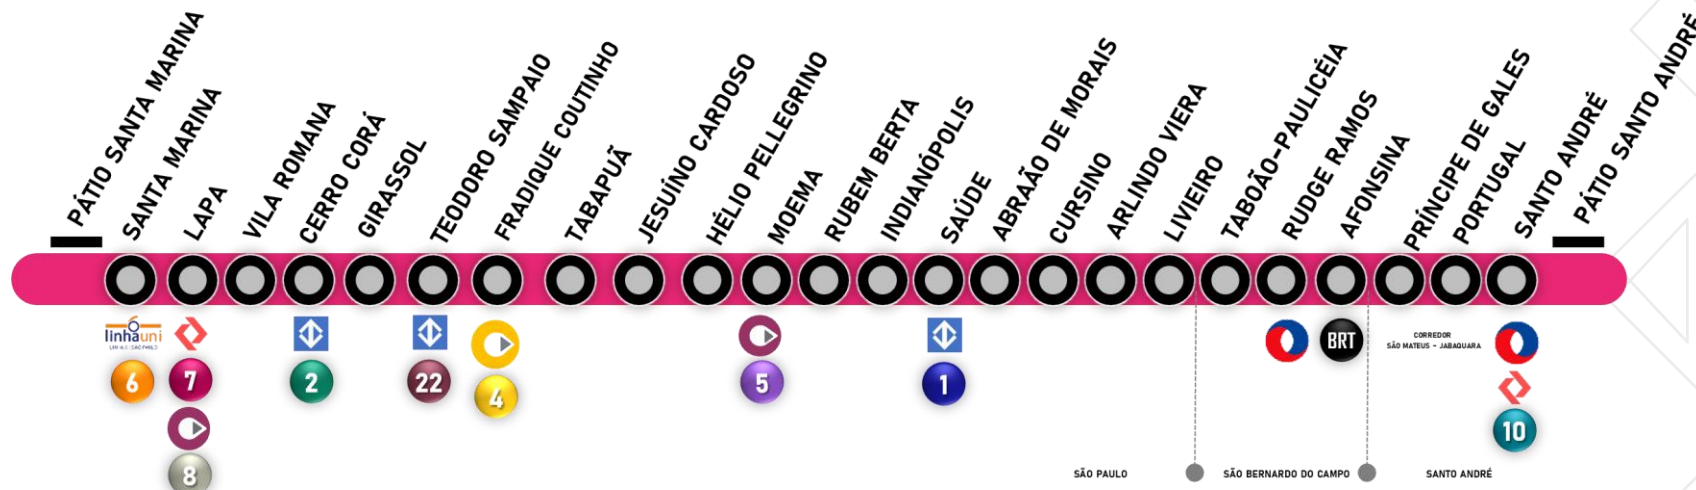 PÁTIO SANTA MARINA
SANTA MARINA
LAPA
VILA ROMANA
CERRO CORÁ
GIRASSOL
TEODORO SAMPAIO
FRADIQUE COUTINHO
TABAPUÃ
JESUÍNO CARDOSO
HÉLIO PELLEGRINO
MOEMA
RUBEM BERTA
INDIANÓPOLIS
SAÚDE
ABRAÃO DE MORAIS
CURSINO
ARLINDO VIERA
LIVIEIRO
TABOÃO-PAULICÉIA
RUDGE RAMOS
AFONSINA
PRÍNCIPE DE GALES
PORTUGAL
SANTO ANDRÉ
PÁTIO SANTO ANDRÉ
linhauni
6
7
8
2
22
4
5
1
BRT
CORREDOR
SÃO MATEUS - JABAQUARA
10
SÃO PAULO
SÃO BERNARDO DO CAMPO
SANTO ANDRÉ